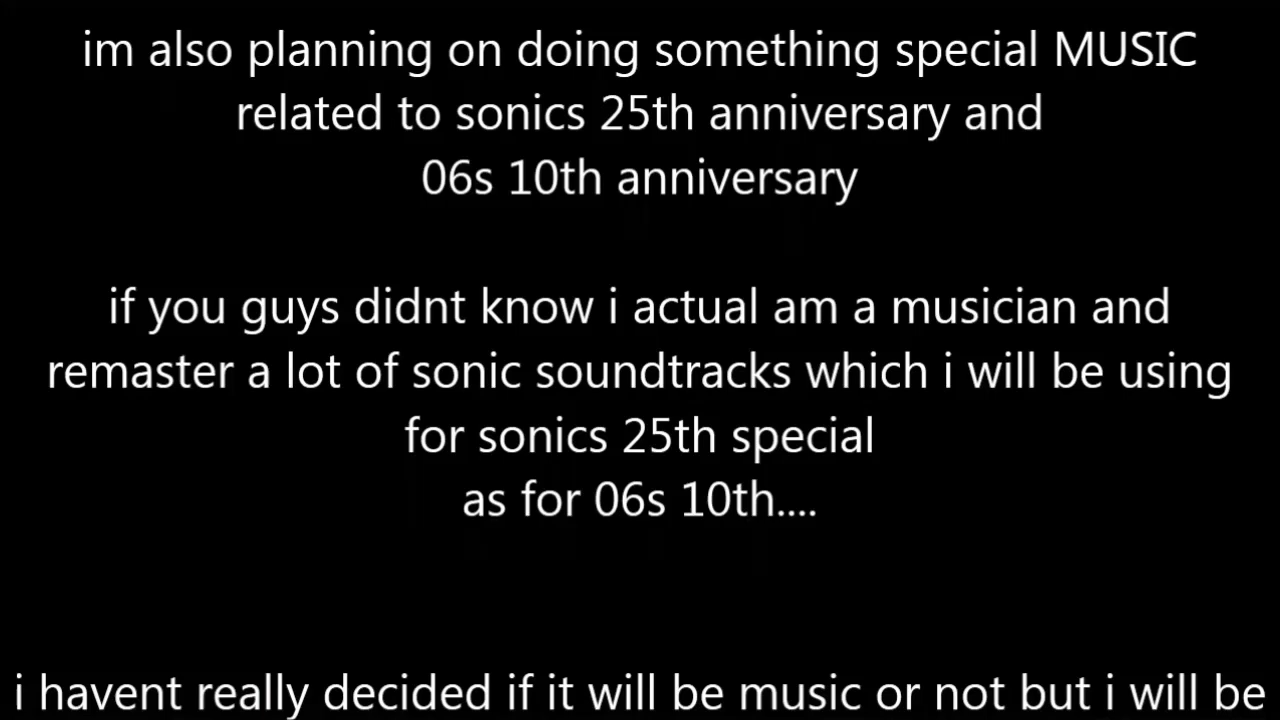 im also planning on doing something special MUSIC
related to sonics 25th anniversary and
06s 10th anniversary
if you guys didnt know i actual am a musician and
remaster a lot of sonic soundtracks which i will be using
for sonics 25th special
as for 06s 10th....
i havent really decided if it will be music or not but i will be